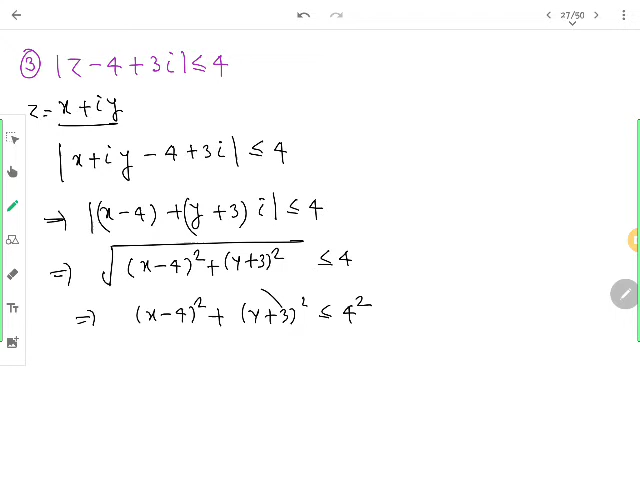 27/50
③ |z - 4 + 3i| ≤ 4
z = x + iy
|x + iy - 4 + 3i| ≤ 4
⇒ |(x - 4) + (y + 3) i| ≤ 4
⇒ √((x - 4)² + (y + 3)²) ≤ 4
⇒ (x - 4)² + (y + 3)² ≤ 4²
TT